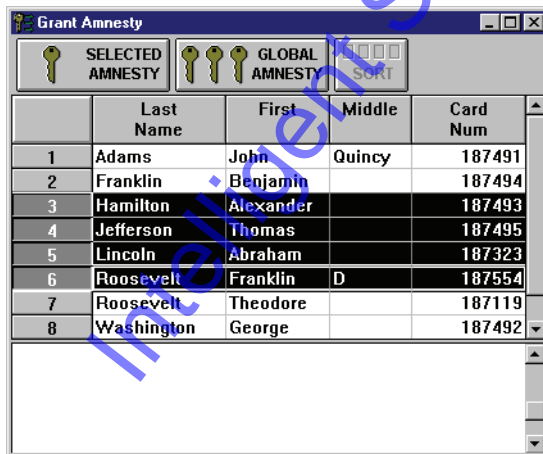 Grant Amnesty
SELECTED AMNESTY
GLOBAL AMNESTY
SORT
Last Name First Middle Card Num
1 Adams John Quincy 187491
2 Franklin Benjamin 187494
3 Hamilton Alexander 187493
4 Jefferson Thomas 187495
5 Lincoln Abraham 187323
6 Roosevelt Franklin D 187554
7 Roosevelt Theodore 187119
8 Washington George 187492
Intelligent